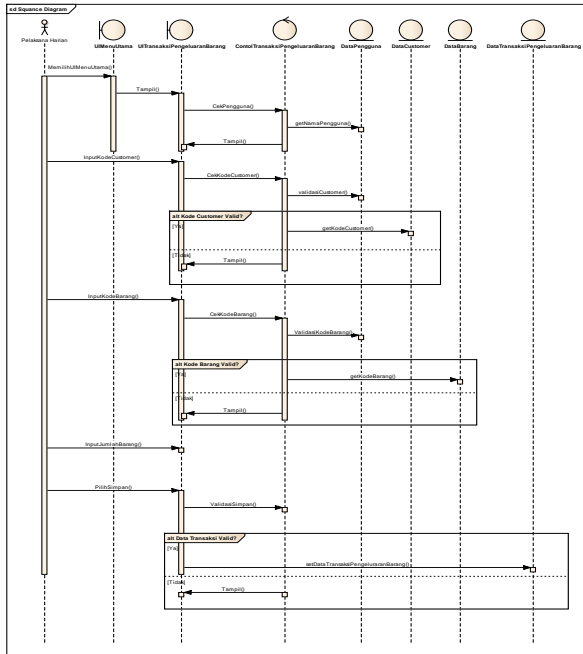 sd Squance Diagram
Pelaksana Harian
UIMenuUtama
UITransaksiPengeluaranBarang
ContolTransaksiPengeluaranBarang
DataPengguna
DataCustomer
DataBarang
DataTransaksiPengeluaranBarang
MemilihUIMenuUtama()
Tampil()
CekPengguna()
getNamaPengguna()
Tampil()
InputKodeCustomer()
CekKodeCustomer()
validasiCustomer()
alt Kode Customer Valid?
[Ya]
getKodeCustomer()
[Tidak]
Tampil()
InputKodeBarang()
CekKodeBarang()
ValidasiKodeBarang()
alt Kode Barang Valid?
[Ya]
getKodeBarang()
[Tidak]
Tampil()
InputJumlahBarang()
PilihSimpan()
ValidasiSimpan()
alt Data Transaksi Valid?
[Ya]
setDataTransaksiPengeluaranBarang()
[Tidak]
Tampil()